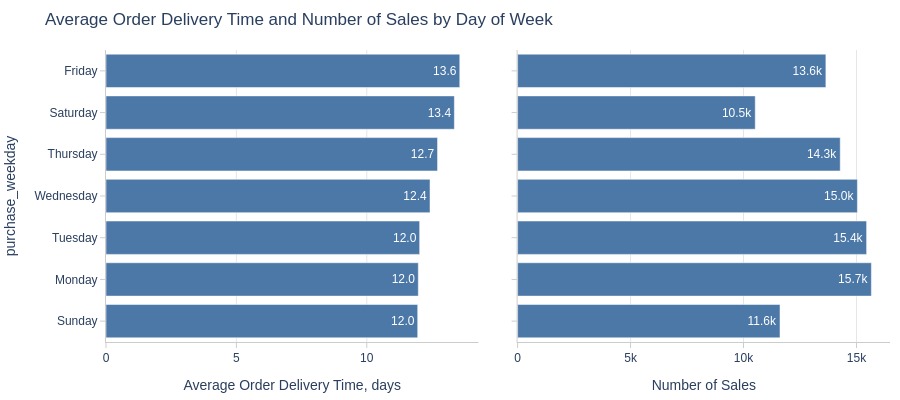 Average Order Delivery Time and Number of Sales by Day of Week
purchase_weekday
Friday 13.6 13.6k
Saturday 13.4 10.5k
Thursday 12.7 14.3k
Wednesday 12.4 15.0k
Tuesday 12.0 15.4k
Monday 12.0 15.7k
Sunday 12.0 11.6k
0 5 10 0 5k 10k 15k
Average Order Delivery Time, days Number of Sales